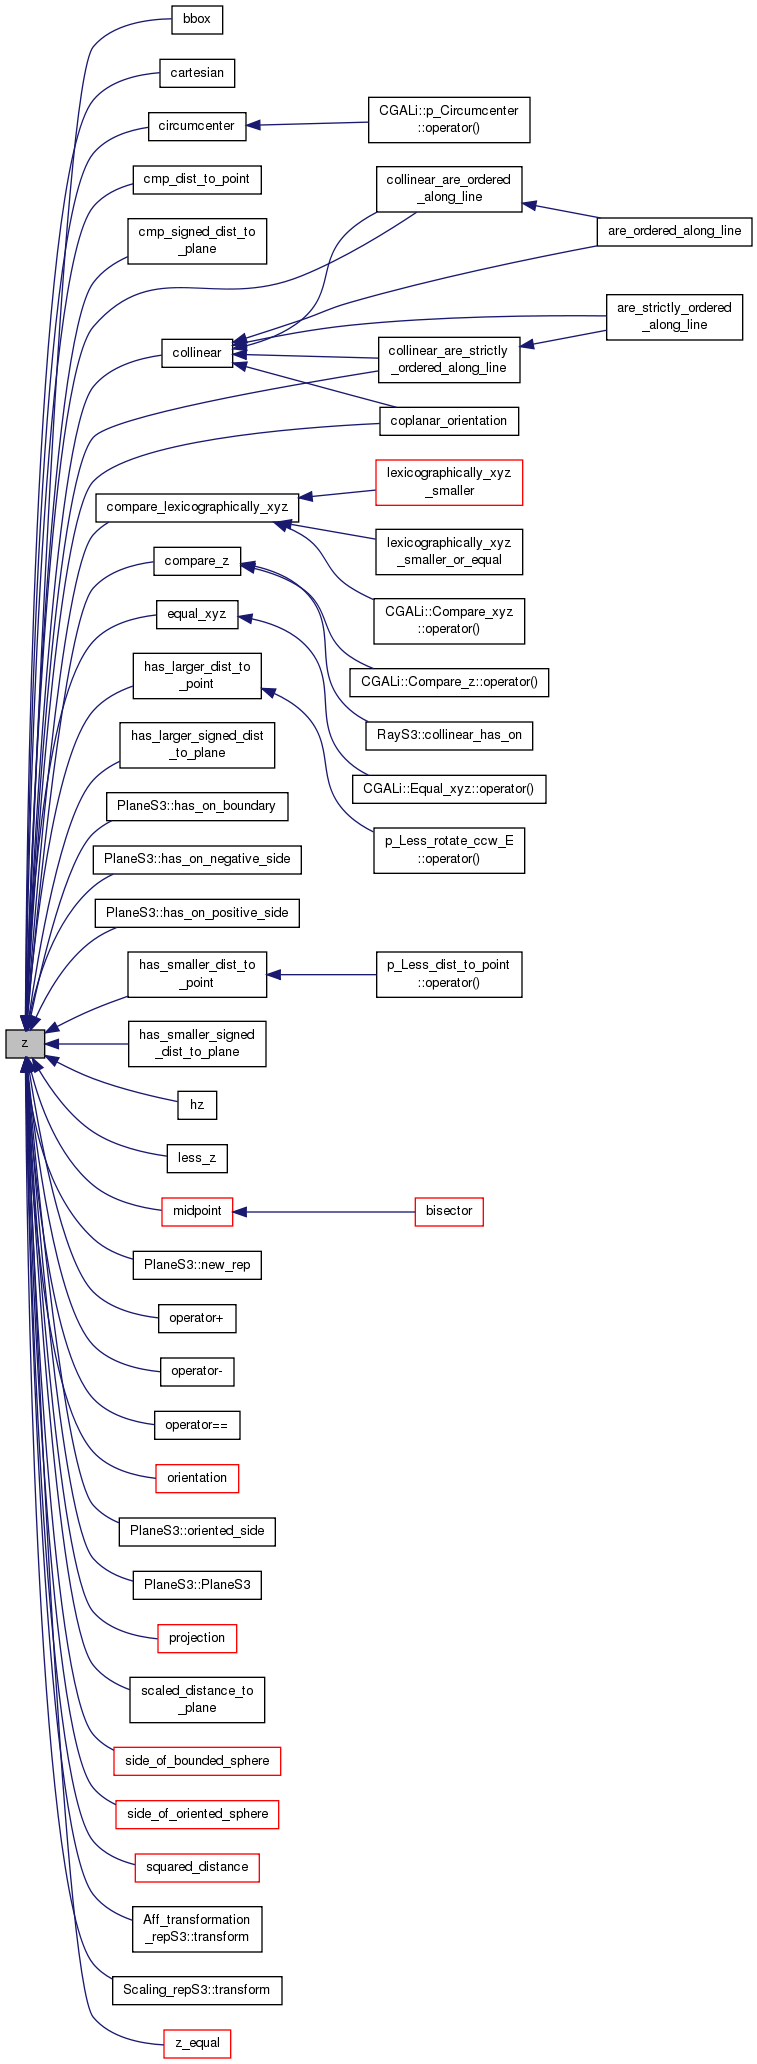 bbox
cartesian
circumcenter
CGALi::p_Circumcenter
::operator()
cmp_dist_to_point
collinear_are_ordered
_along_line
cmp_signed_dist_to
_plane
are_ordered_along_line
are_strictly_ordered
_along_line
collinear
collinear_are_strictly
_ordered_along_line
coplanar_orientation
lexicographically_xyz
_smaller
compare_lexicographically_xyz
lexicographically_xyz
_smaller_or_equal
compare_z
CGALi::Compare_xyz
::operator()
equal_xyz
has_larger_dist_to
_point
CGALi::Compare_z::operator()
has_larger_signed_dist
_to_plane
RayS3::collinear_has_on
CGALi::Equal_xyz::operator()
PlaneS3::has_on_boundary
p_Less_rotate_ccw_E
::operator()
PlaneS3::has_on_negative_side
PlaneS3::has_on_positive_side
has_smaller_dist_to
_point
p_Less_dist_to_point
::operator()
z
has_smaller_signed
_dist_to_plane
hz
less_z
midpoint
bisector
PlaneS3::new_rep
operator+
operator-
operator==
orientation
PlaneS3::oriented_side
PlaneS3::PlaneS3
projection
scaled_distance_to
_plane
side_of_bounded_sphere
side_of_oriented_sphere
squared_distance
Aff_transformation
_repS3::transform
Scaling_repS3::transform
z_equal